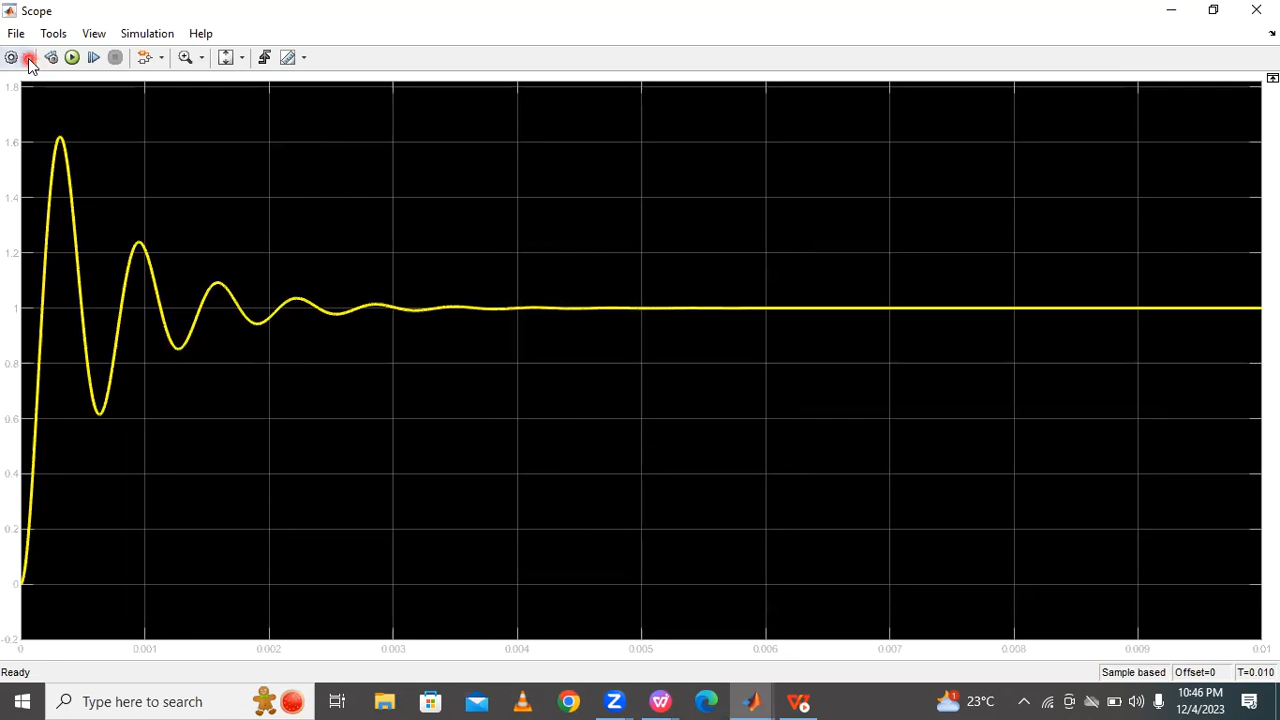 Scope
File Tools View Simulation Help
1.8
1.6
1.4
1.2
1
0.8
0.6
0.4
0.2
0
-0.2
0 0.001 0.002 0.003 0.004 0.005 0.006 0.007 0.008 0.009 0.01
Ready Sample based Offset=0 T=0.010
Type here to search 1 23°C 10:46 PM
12/4/2023